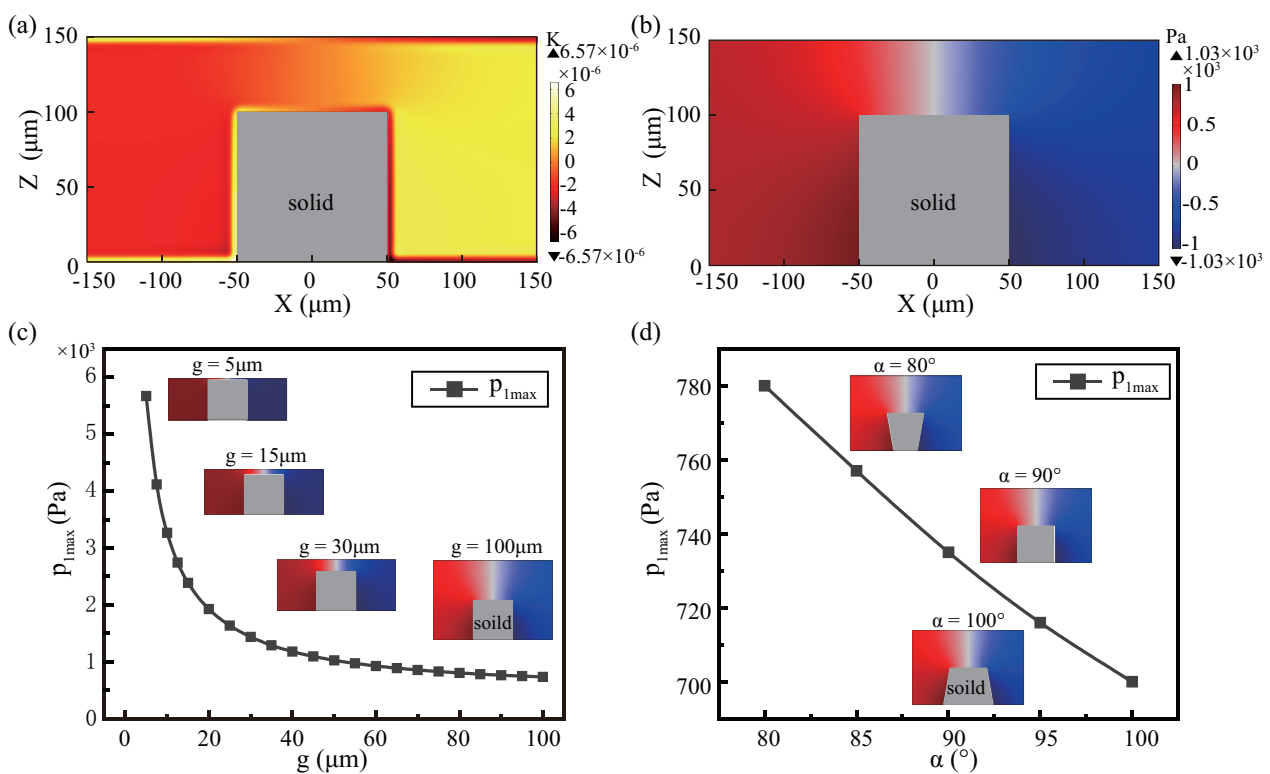 (a)
150
100
50
0
Z (μm)
-150 -100 -50 0 50 100 150
X (μm)
solid
K
▲6.57×10⁻⁶
×10⁻⁶
6
4
2
0
-2
-4
-6
▼-6.57×10⁻⁶
(b)
150
100
50
0
Z (μm)
-150 -100 -50 0 50 100 150
X (μm)
solid
Pa
▲1.03×10³
×10³
1
0.5
0
-0.5
-1
▼-1.03×10³
(c)
×10³
6
5
4
3
2
1
0
p₁ₘₐₓ (Pa)
0 20 40 60 80 100
g (μm)
p₁ₘₐₓ
g = 5μm
g = 15μm
g = 30μm
g = 100μm
soild
(d)
780
760
740
720
700
p₁ₘₐₓ (Pa)
80 85 90 95 100
α (°)
p₁ₘₐₓ
α = 80°
α = 90°
α = 100°
soild